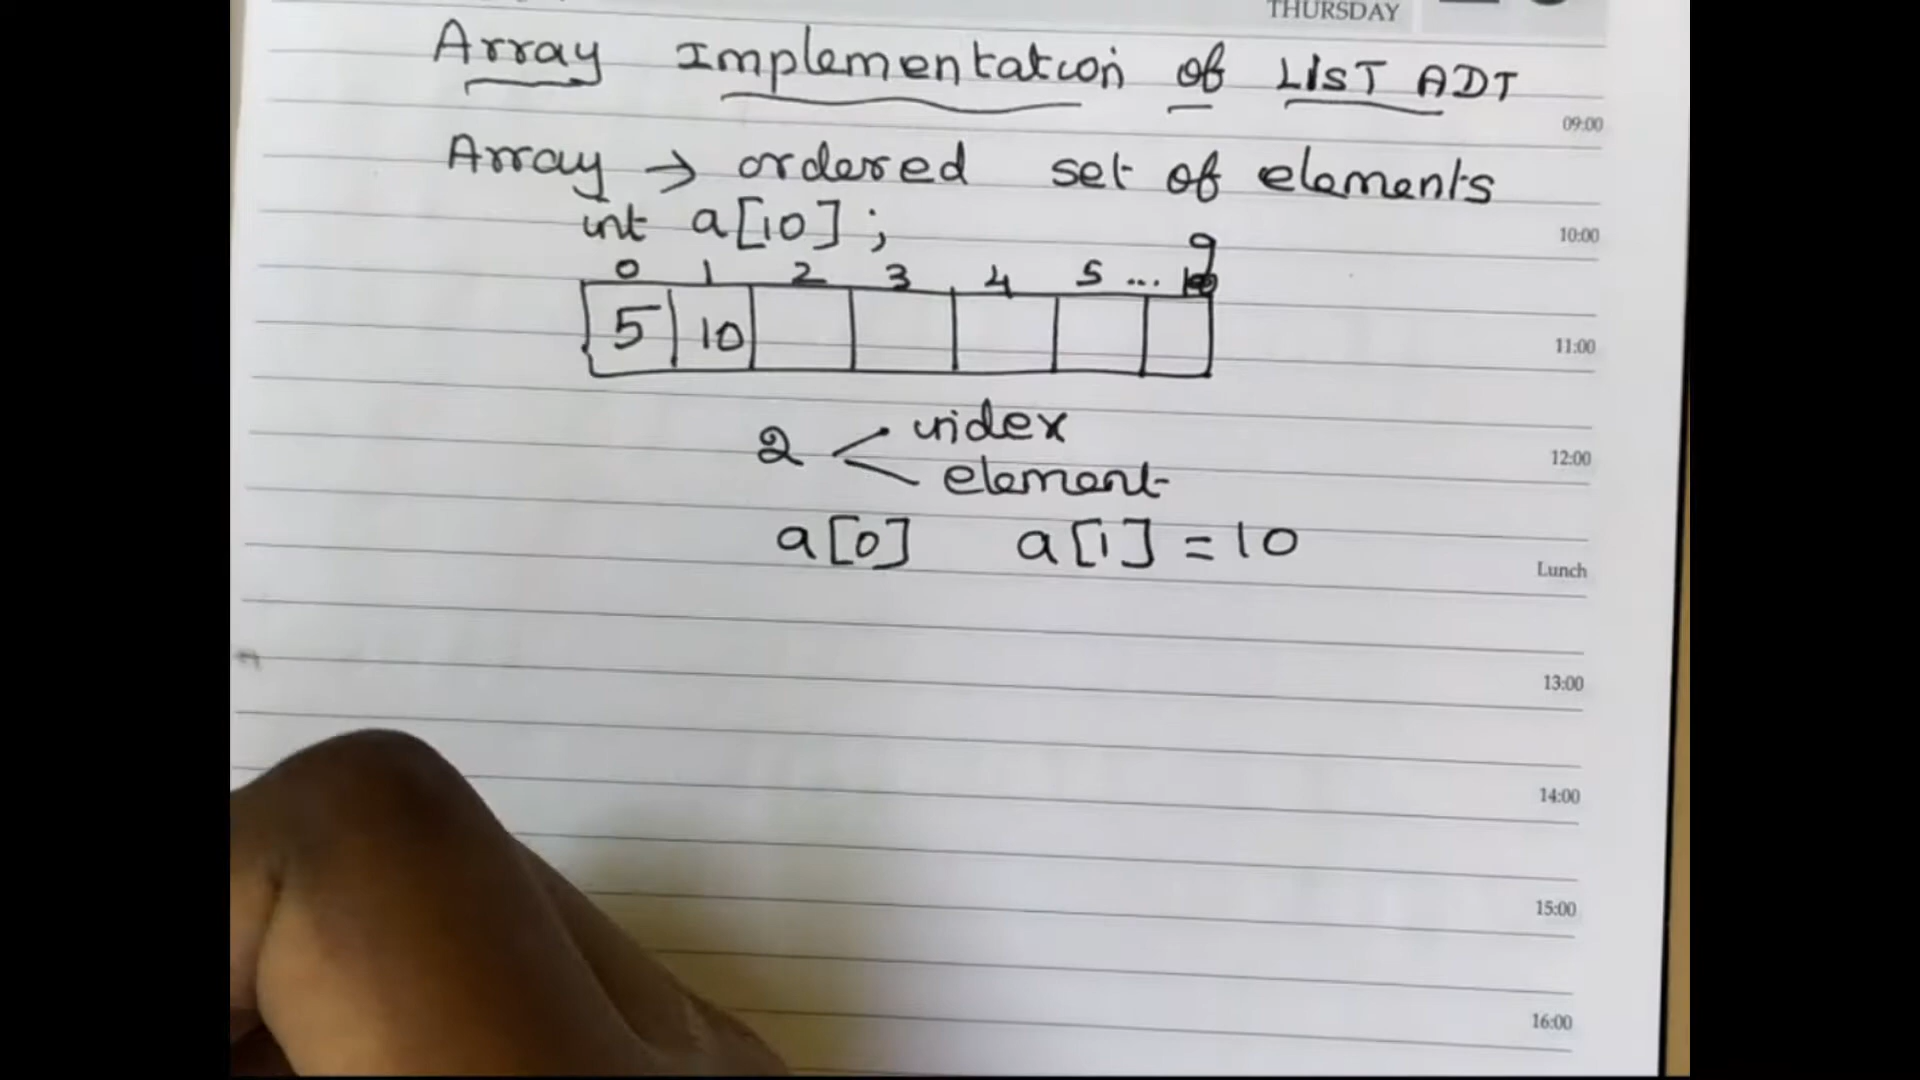 THURSDAY
Array Implementation of LIST ADT
09:00
Array → ordered set of elements
int a[10];
10:00
9
0 1 2 3 4 5 ...
5 10
11:00
index
2 <
element
12:00
a[0] a[1] = 10
Lunch
13:00
14:00
15:00
16:00